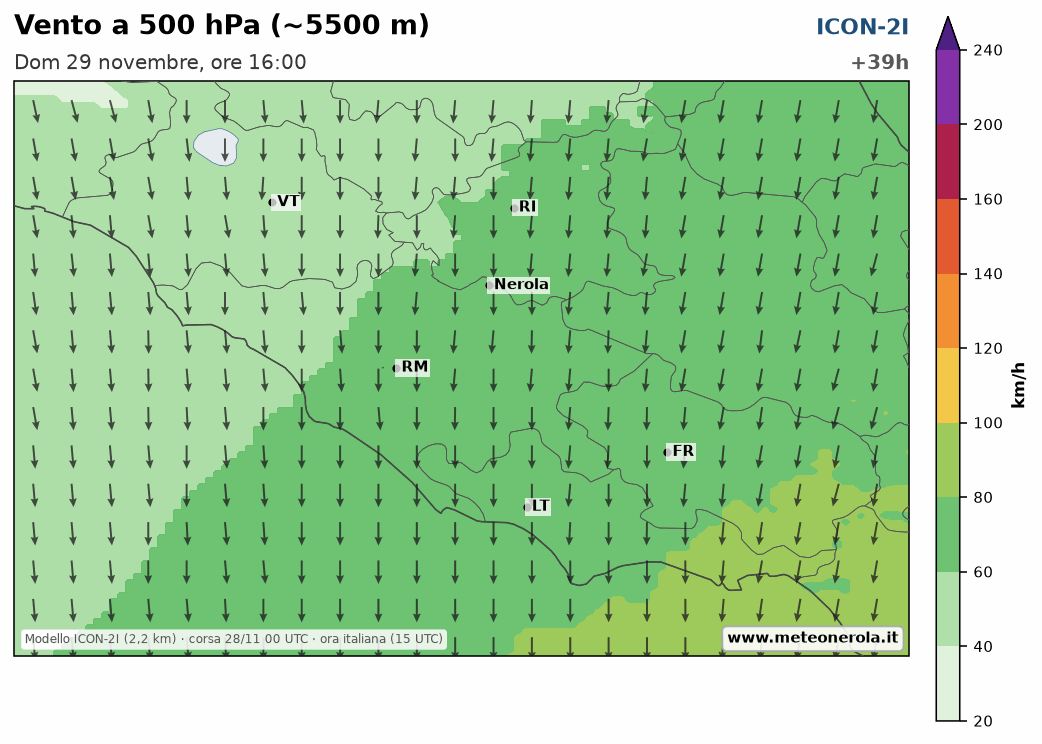 Vento a 500 hPa (~5500 m)
ICON-2I
Dom 29 novembre, ore 16:00
+39h
VT
RI
Nerola
RM
FR
LT
Modello ICON-2I (2,2 km) · corsa 28/11 00 UTC · ora italiana (15 UTC)
www.meteonerola.it
240
200
160
140
120
100
80
60
40
20
km/h